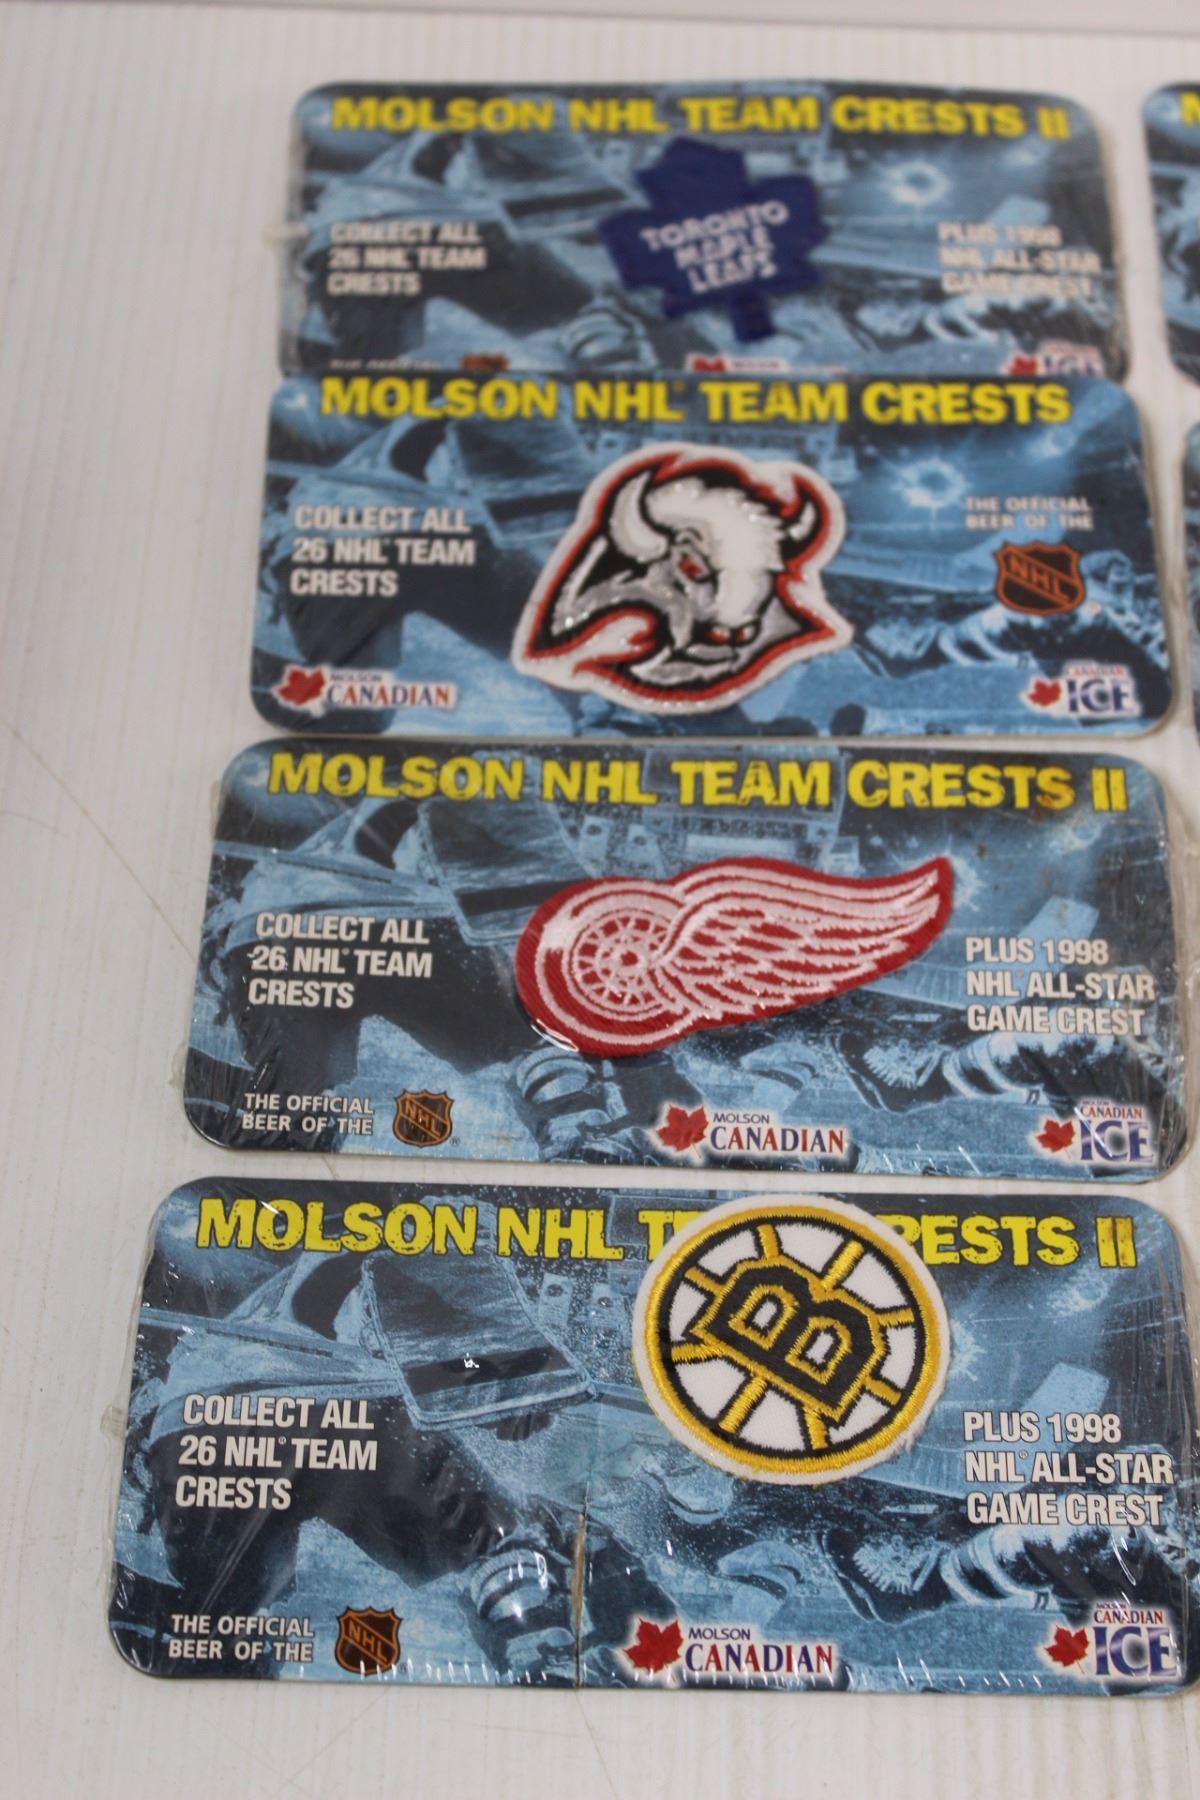 MOLSON NHL TEAM CRESTS II
COLLECT ALL
26 NHL TEAM
CRESTS
TORONTO
MAPLE
LEAFS
PLUS 1998
NHL ALL-STAR
GAME CREST
ICE
MOLSON NHL TEAM CRESTS
COLLECT ALL
26 NHL TEAM
CRESTS
THE OFFICIAL
BEER OF THE
NHL
MOLSON
CANADIAN
CANADIAN
ICE
MOLSON NHL TEAM CRESTS II
COLLECT ALL
26 NHL TEAM
CRESTS
PLUS 1998
NHL ALL-STAR
GAME CREST
THE OFFICIAL
BEER OF THE
NHL
MOLSON
CANADIAN
MOLSON
CANADIAN
ICE
MOLSON NHL TE RESTS II
B
COLLECT ALL
26 NHL TEAM
CRESTS
PLUS 1998
NHL ALL-STAR
GAME CREST
THE OFFICIAL
BEER OF THE
NHL
MOLSON
CANADIAN
MOLSON
CANADIAN
ICE